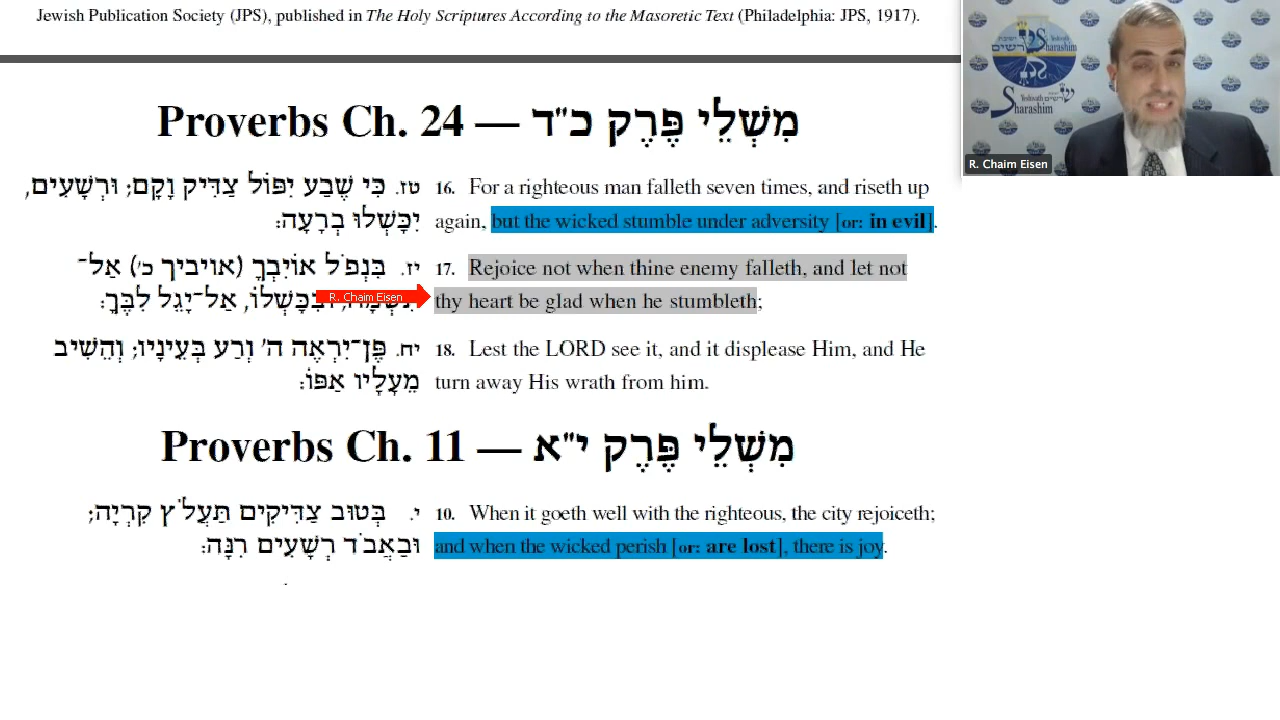 Jewish Publication Society (JPS), published in The Holy Scriptures According to the Masoretic Text (Philadelphia: JPS, 1917).
Proverbs Ch. 24 — מִשְׁלֵי פֶּרֶק כ״ד
טז. כִּי שֶׁבַע יִפּוֹל צַדִּיק וָקָם; וּרְשָׁעִים,
יִכָּשְׁלוּ בְרָעָה:
16. For a righteous man falleth seven times, and riseth up
again, but the wicked stumble under adversity [or: in evil].
יז. בִּנְפֹל אוֹיִבְךָ (אויביך כ׳) אַל־
אַל־יָגֵל לִבֶּךָ:
17. Rejoice not when thine enemy falleth, and let not
thy heart be glad when he stumbleth;
R. Chaim Eisen
יח. פֶּן־יִרְאֶה ה׳ וְרַע בְּעֵינָיו; וְהֵשִׁיב
מֵעָלָיו אַפּוֹ:
18. Lest the LORD see it, and it displease Him, and He
turn away His wrath from him.
Proverbs Ch. 11 — מִשְׁלֵי פֶּרֶק י״א
י. בְּטוּב צַדִּיקִים תַּעֲלֹץ קִרְיָה;
וּבַאֲבֹד רְשָׁעִים רִנָּה:
10. When it goeth well with the righteous, the city rejoiceth;
and when the wicked perish [or: are lost], there is joy.
Yeshivath
Sharashim
R. Chaim Eisen